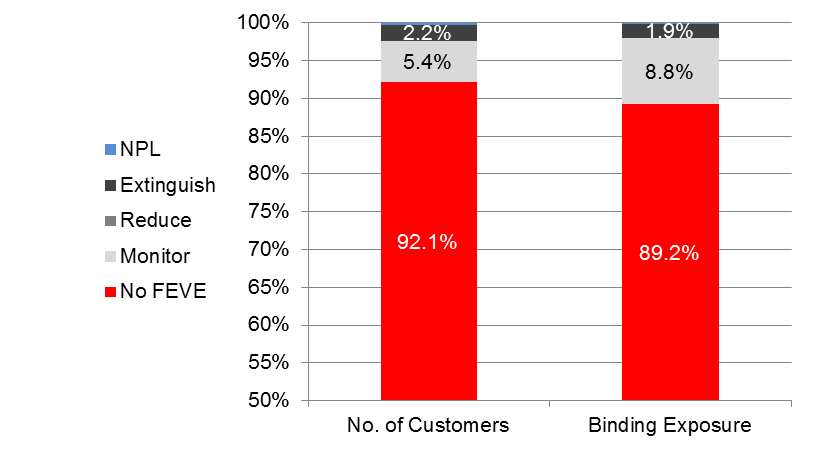 100%
95%
90%
85%
80%
75%
70%
65%
60%
55%
50%
NPL
Extinguish
Reduce
Monitor
No FEVE
2.2%
5.4%
92.1%
1.9%
8.8%
89.2%
No. of Customers
Binding Exposure